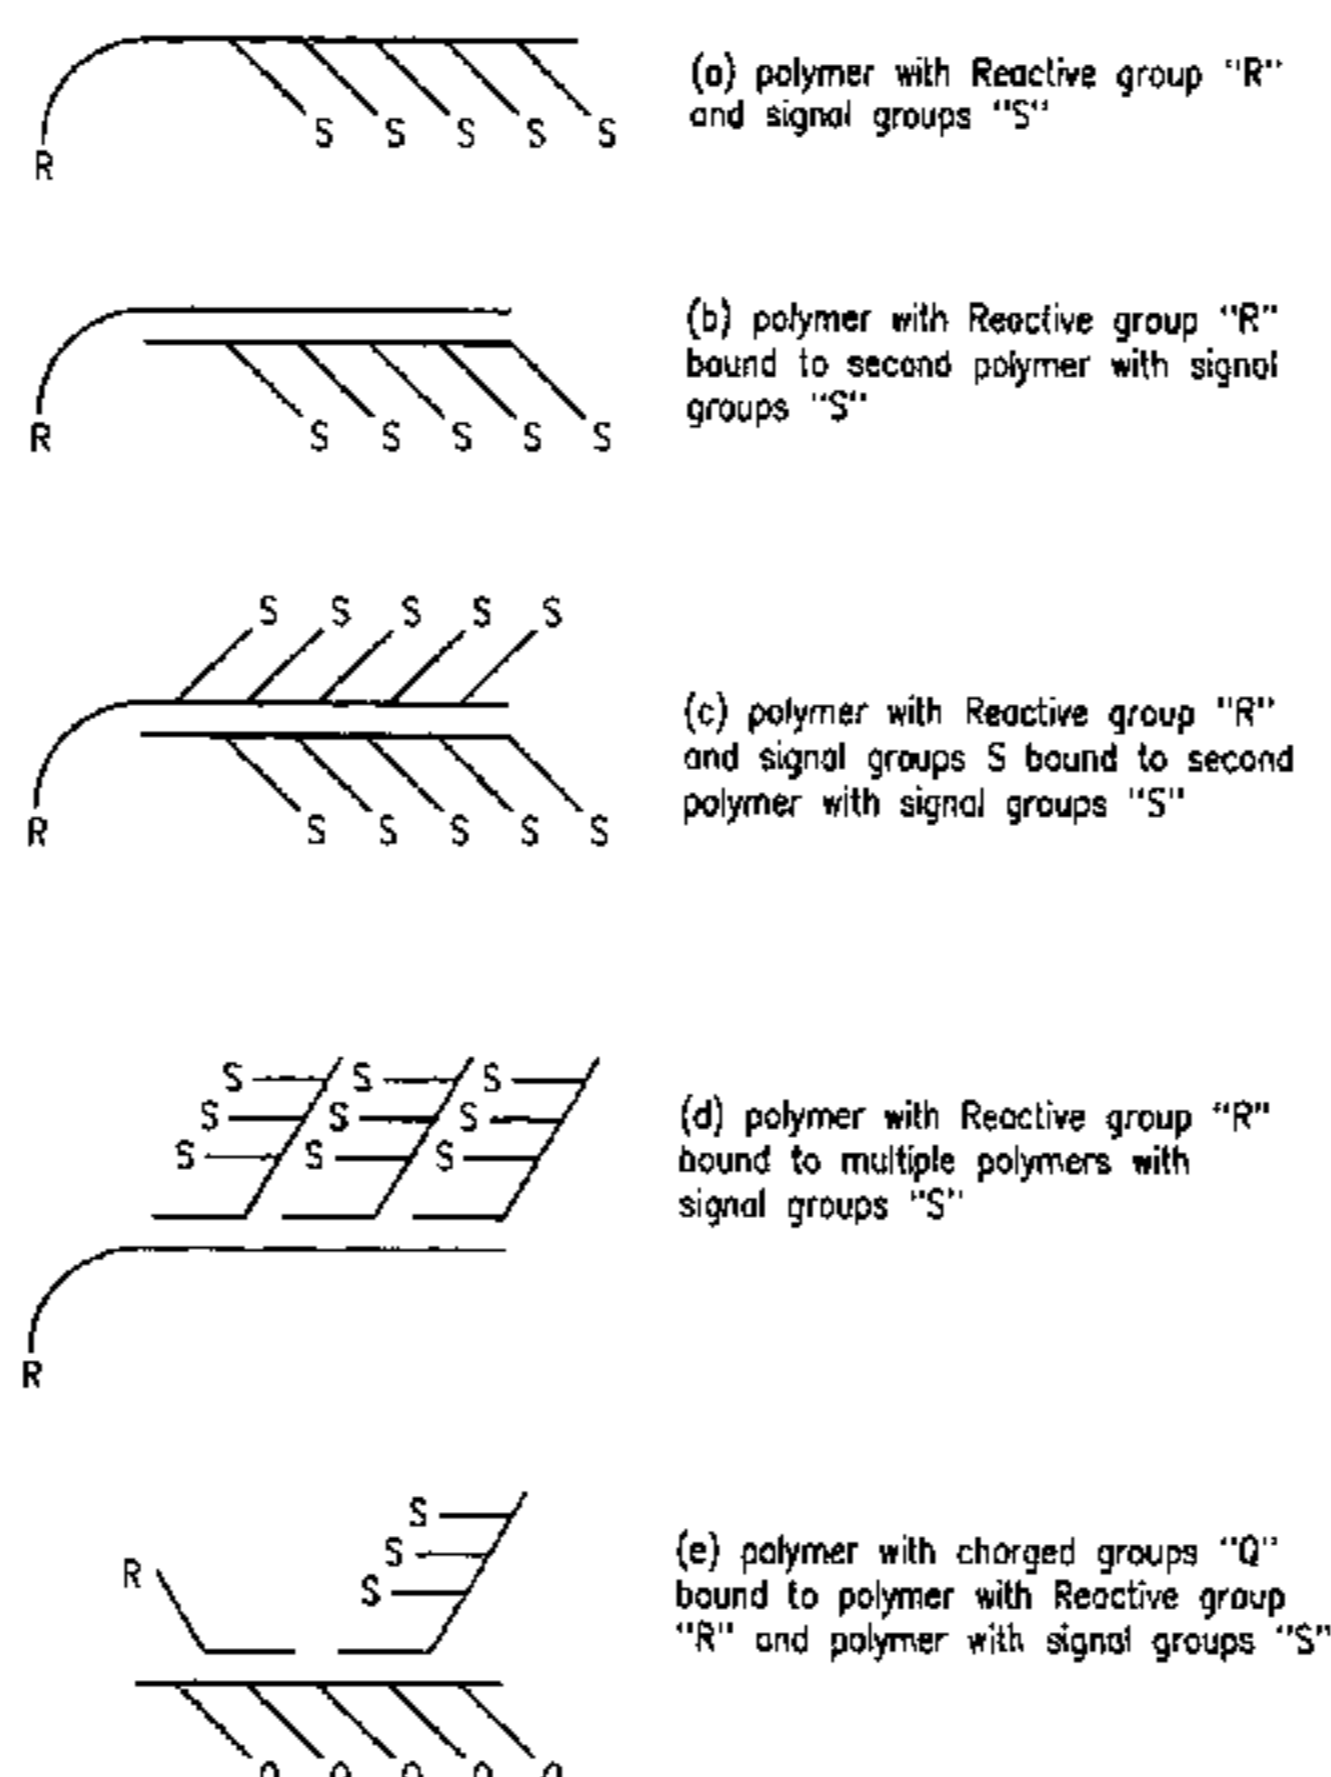 (a) polymer with Reactive group "R"
and signal groups "S"
S S S S S
R
(b) polymer with Reactive group "R"
bound to second polymer with signal
groups "S"
S S S S S
R
S S S S S
(c) polymer with Reactive group "R"
and signal groups S bound to second
polymer with signal groups "S"
S S S S S
R
S S S
S S S
S S S
(d) polymer with Reactive group "R"
bound to multiple polymers with
signal groups "S"
R
S
S
R
S
(e) polymer with charged groups "Q"
bound to polymer with Reactive group
"R" and polymer with signal groups "S"
Q Q Q Q Q